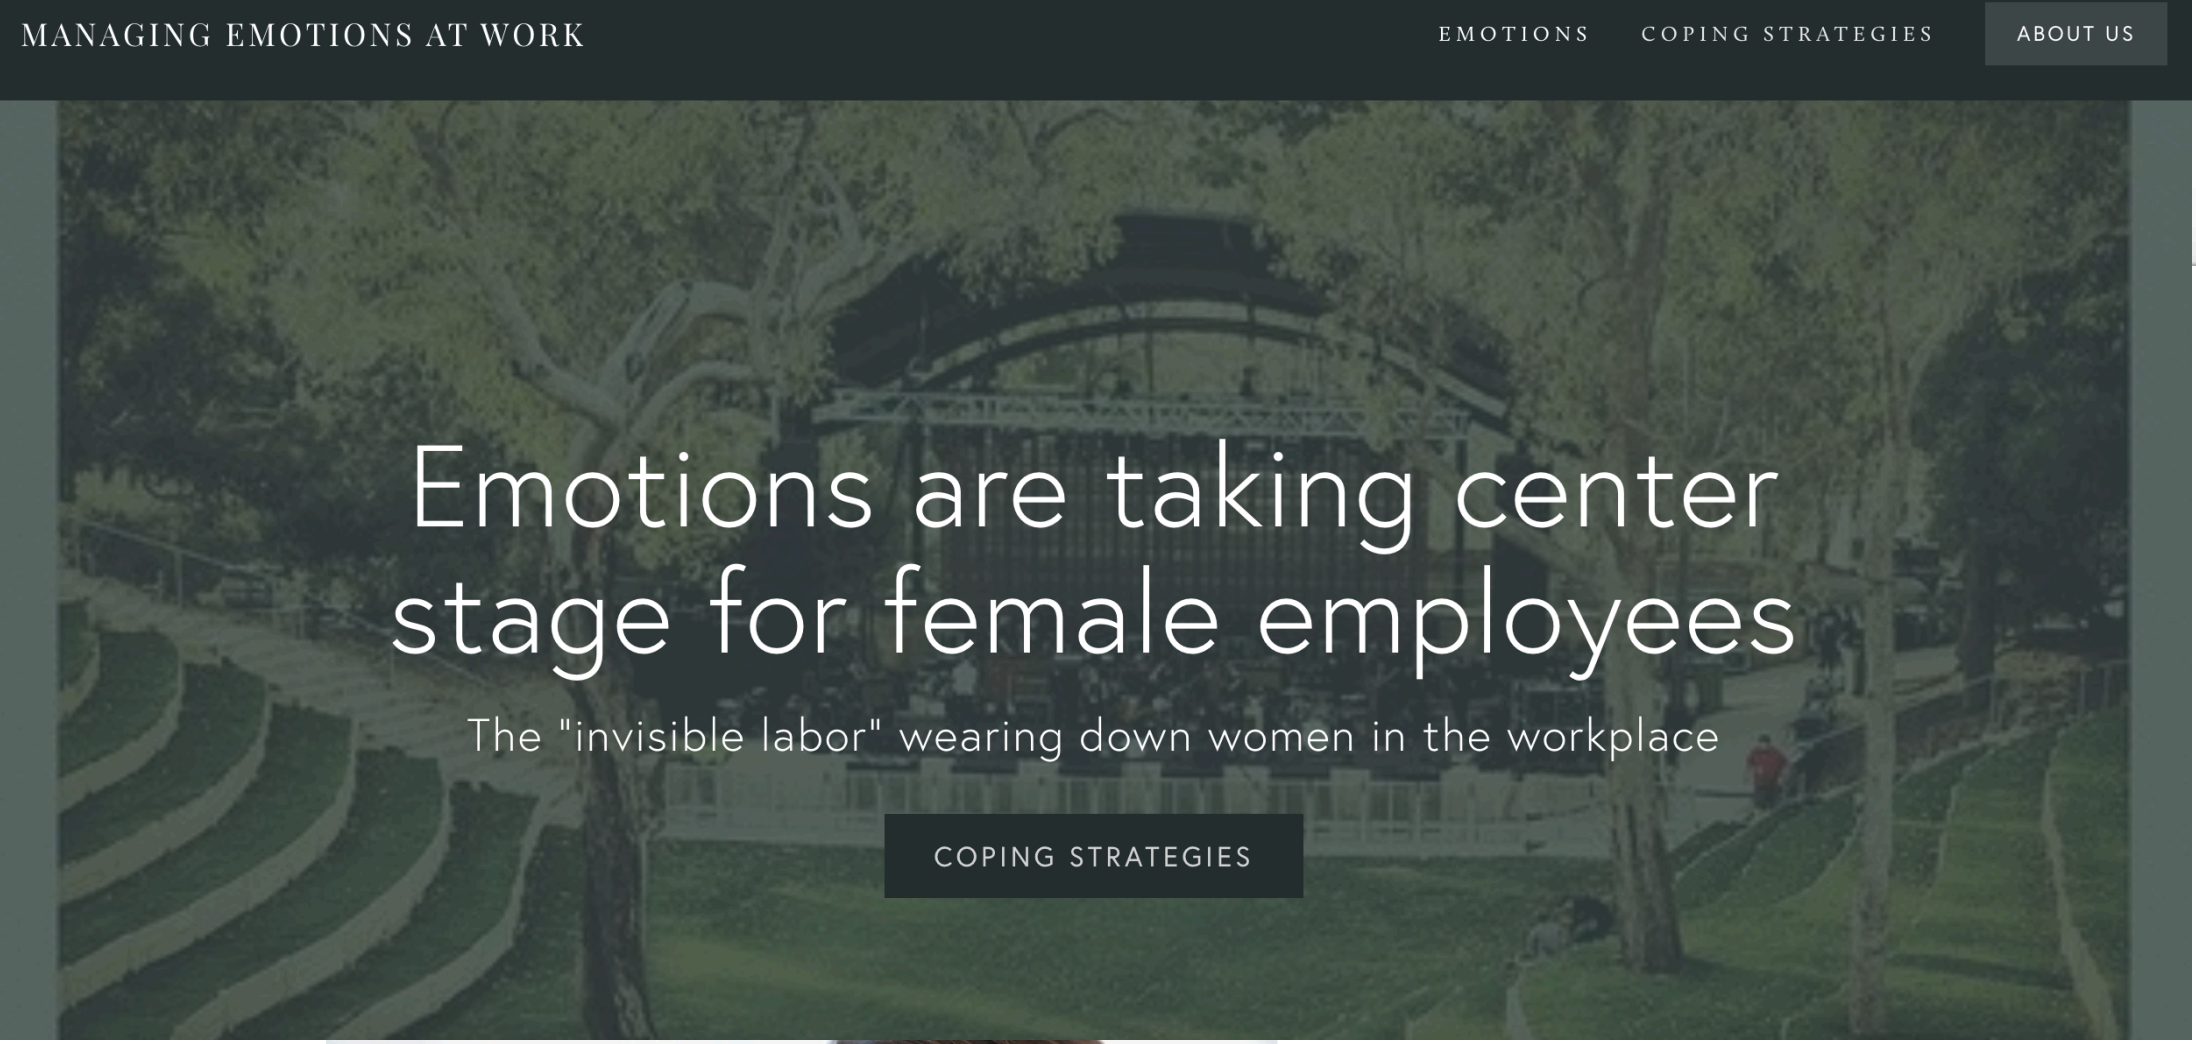 MANAGING EMOTIONS AT WORK
EMOTIONS
COPING STRATEGIES
ABOUT US
Emotions are taking center
stage for female employees
The "invisible labor" wearing down women in the workplace
COPING STRATEGIES